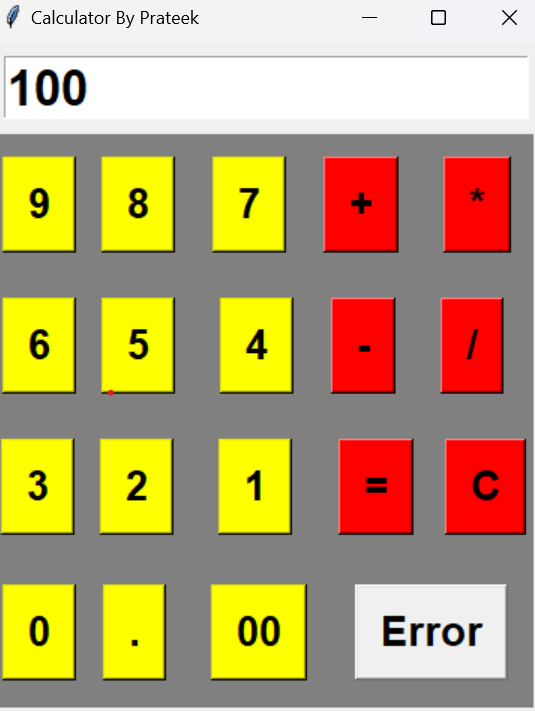 Calculator By Prateek
100
9 8 7 + *
6 5 4 - /
3 2 1 = C
0 . 00 Error